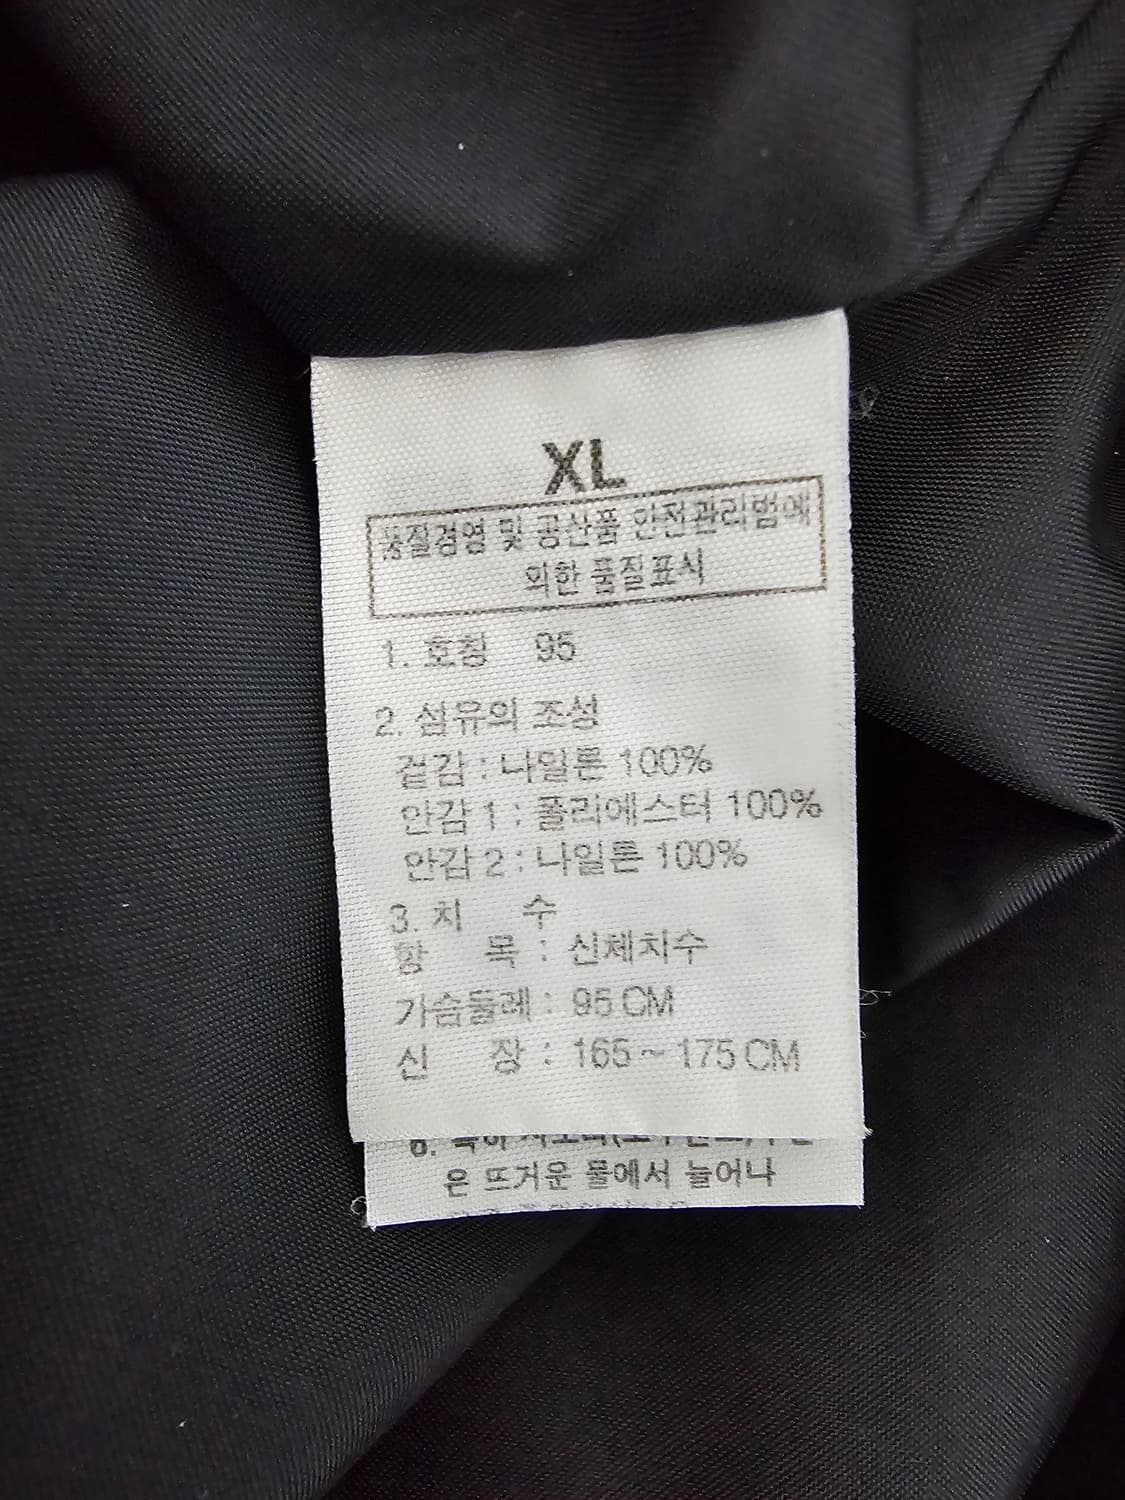 XL
품질경영 및 공산품 안전관리법에
의한 품질표시
1. 호칭 95
2. 섬유의 조성
겉감 : 나일론 100%
안감 1 : 폴리에스터 100%
안감 2 : 나일론 100%
3. 치 수
항 목 : 신체치수
가슴둘레 : 95 CM
신 장 : 165 ~ 175 CM
은 뜨거운 물에서 늘어나